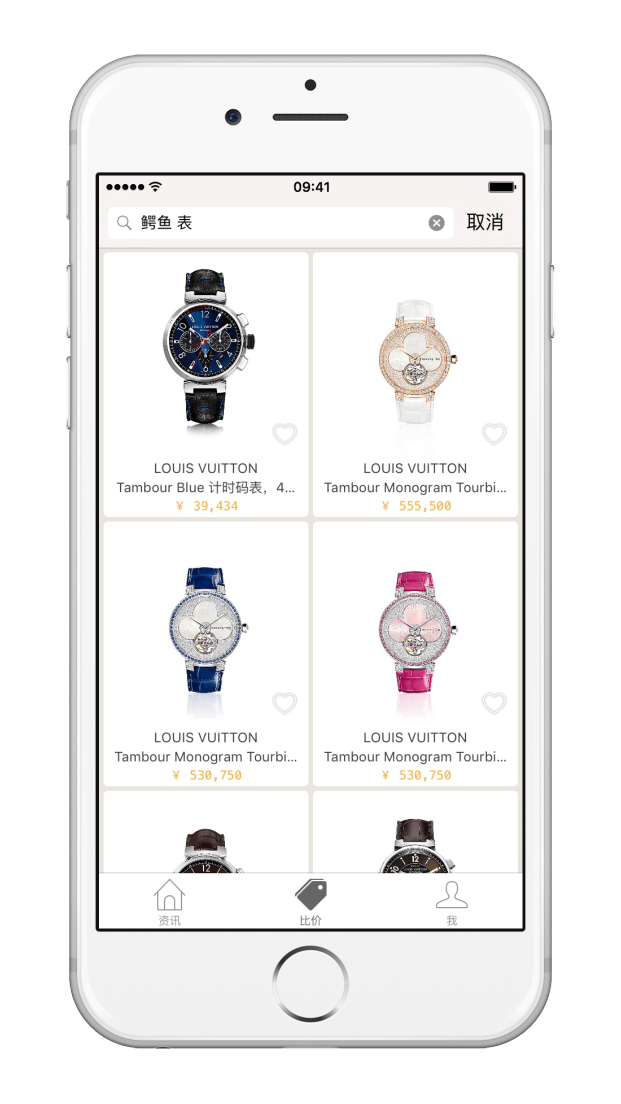 09:41
鳄鱼 表
取消
LOUIS VUITTON
Tambour Blue 计时码表，4...
¥ 39,434
LOUIS VUITTON
Tambour Monogram Tourbi...
¥ 555,500
LOUIS VUITTON
Tambour Monogram Tourbi...
¥ 530,750
LOUIS VUITTON
Tambour Monogram Tourbi...
¥ 530,750
资讯
比价
我